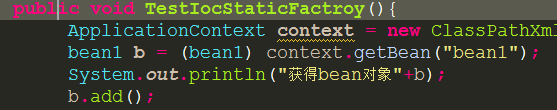 public void TestIocStaticFactroy(){
ApplicationContext context = new ClassPathXml
bean1 b = (bean1) context.getBean("bean1");
System.out.println("获得bean对象"+b);
b.add();